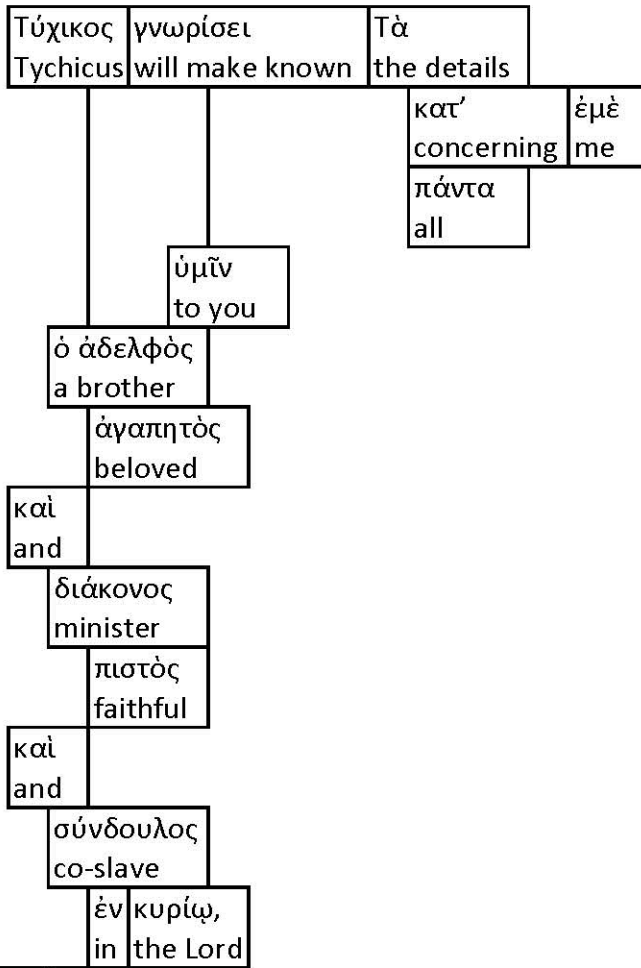 Τύχικος γνωρίσει Τὰ
Tychicus will make known the details
κατ’ ἐμὲ
concerning me
πάντα
all
ὑμῖν
to you
ὁ ἀδελφὸς
a brother
ἀγαπητὸς
beloved
καὶ
and
διάκονος
minister
πιστὸς
faithful
καὶ
and
σύνδουλος
co-slave
ἐν κυρίῳ,
in the Lord